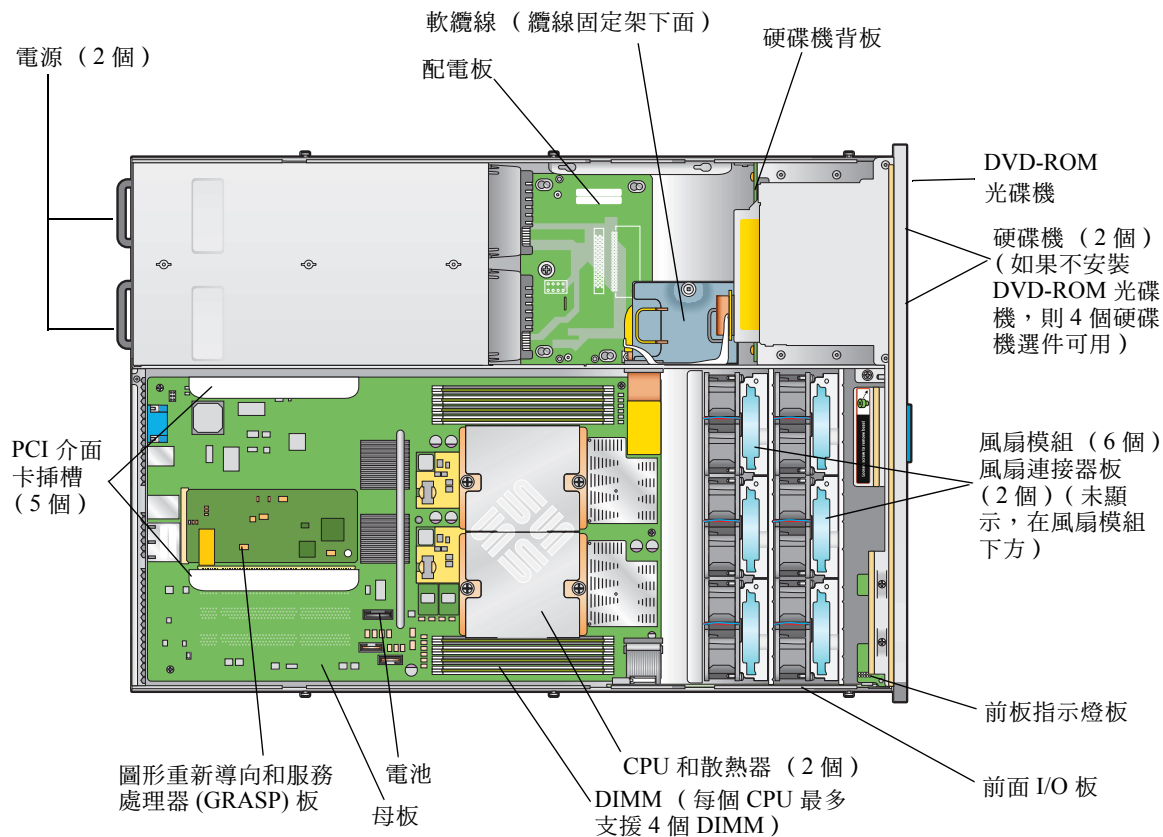 軟纜線（纜線固定架下面）
硬碟機背板
電源（2 個）
配電板
DVD-ROM
光碟機
硬碟機（2 個）
（如果不安裝
DVD-ROM 光碟
機，則 4 個硬碟
機選件可用）
PCI 介面
卡插槽
（5 個）
風扇模組（6 個）
風扇連接器板
（2 個）（未顯
示，在風扇模組
下方）
前板指示燈板
圖形重新導向和服務
處理器 (GRASP) 板
電池
母板
CPU 和散熱器（2 個）
DIMM（每個 CPU 最多
支援 4 個 DIMM）
前面 I/O 板